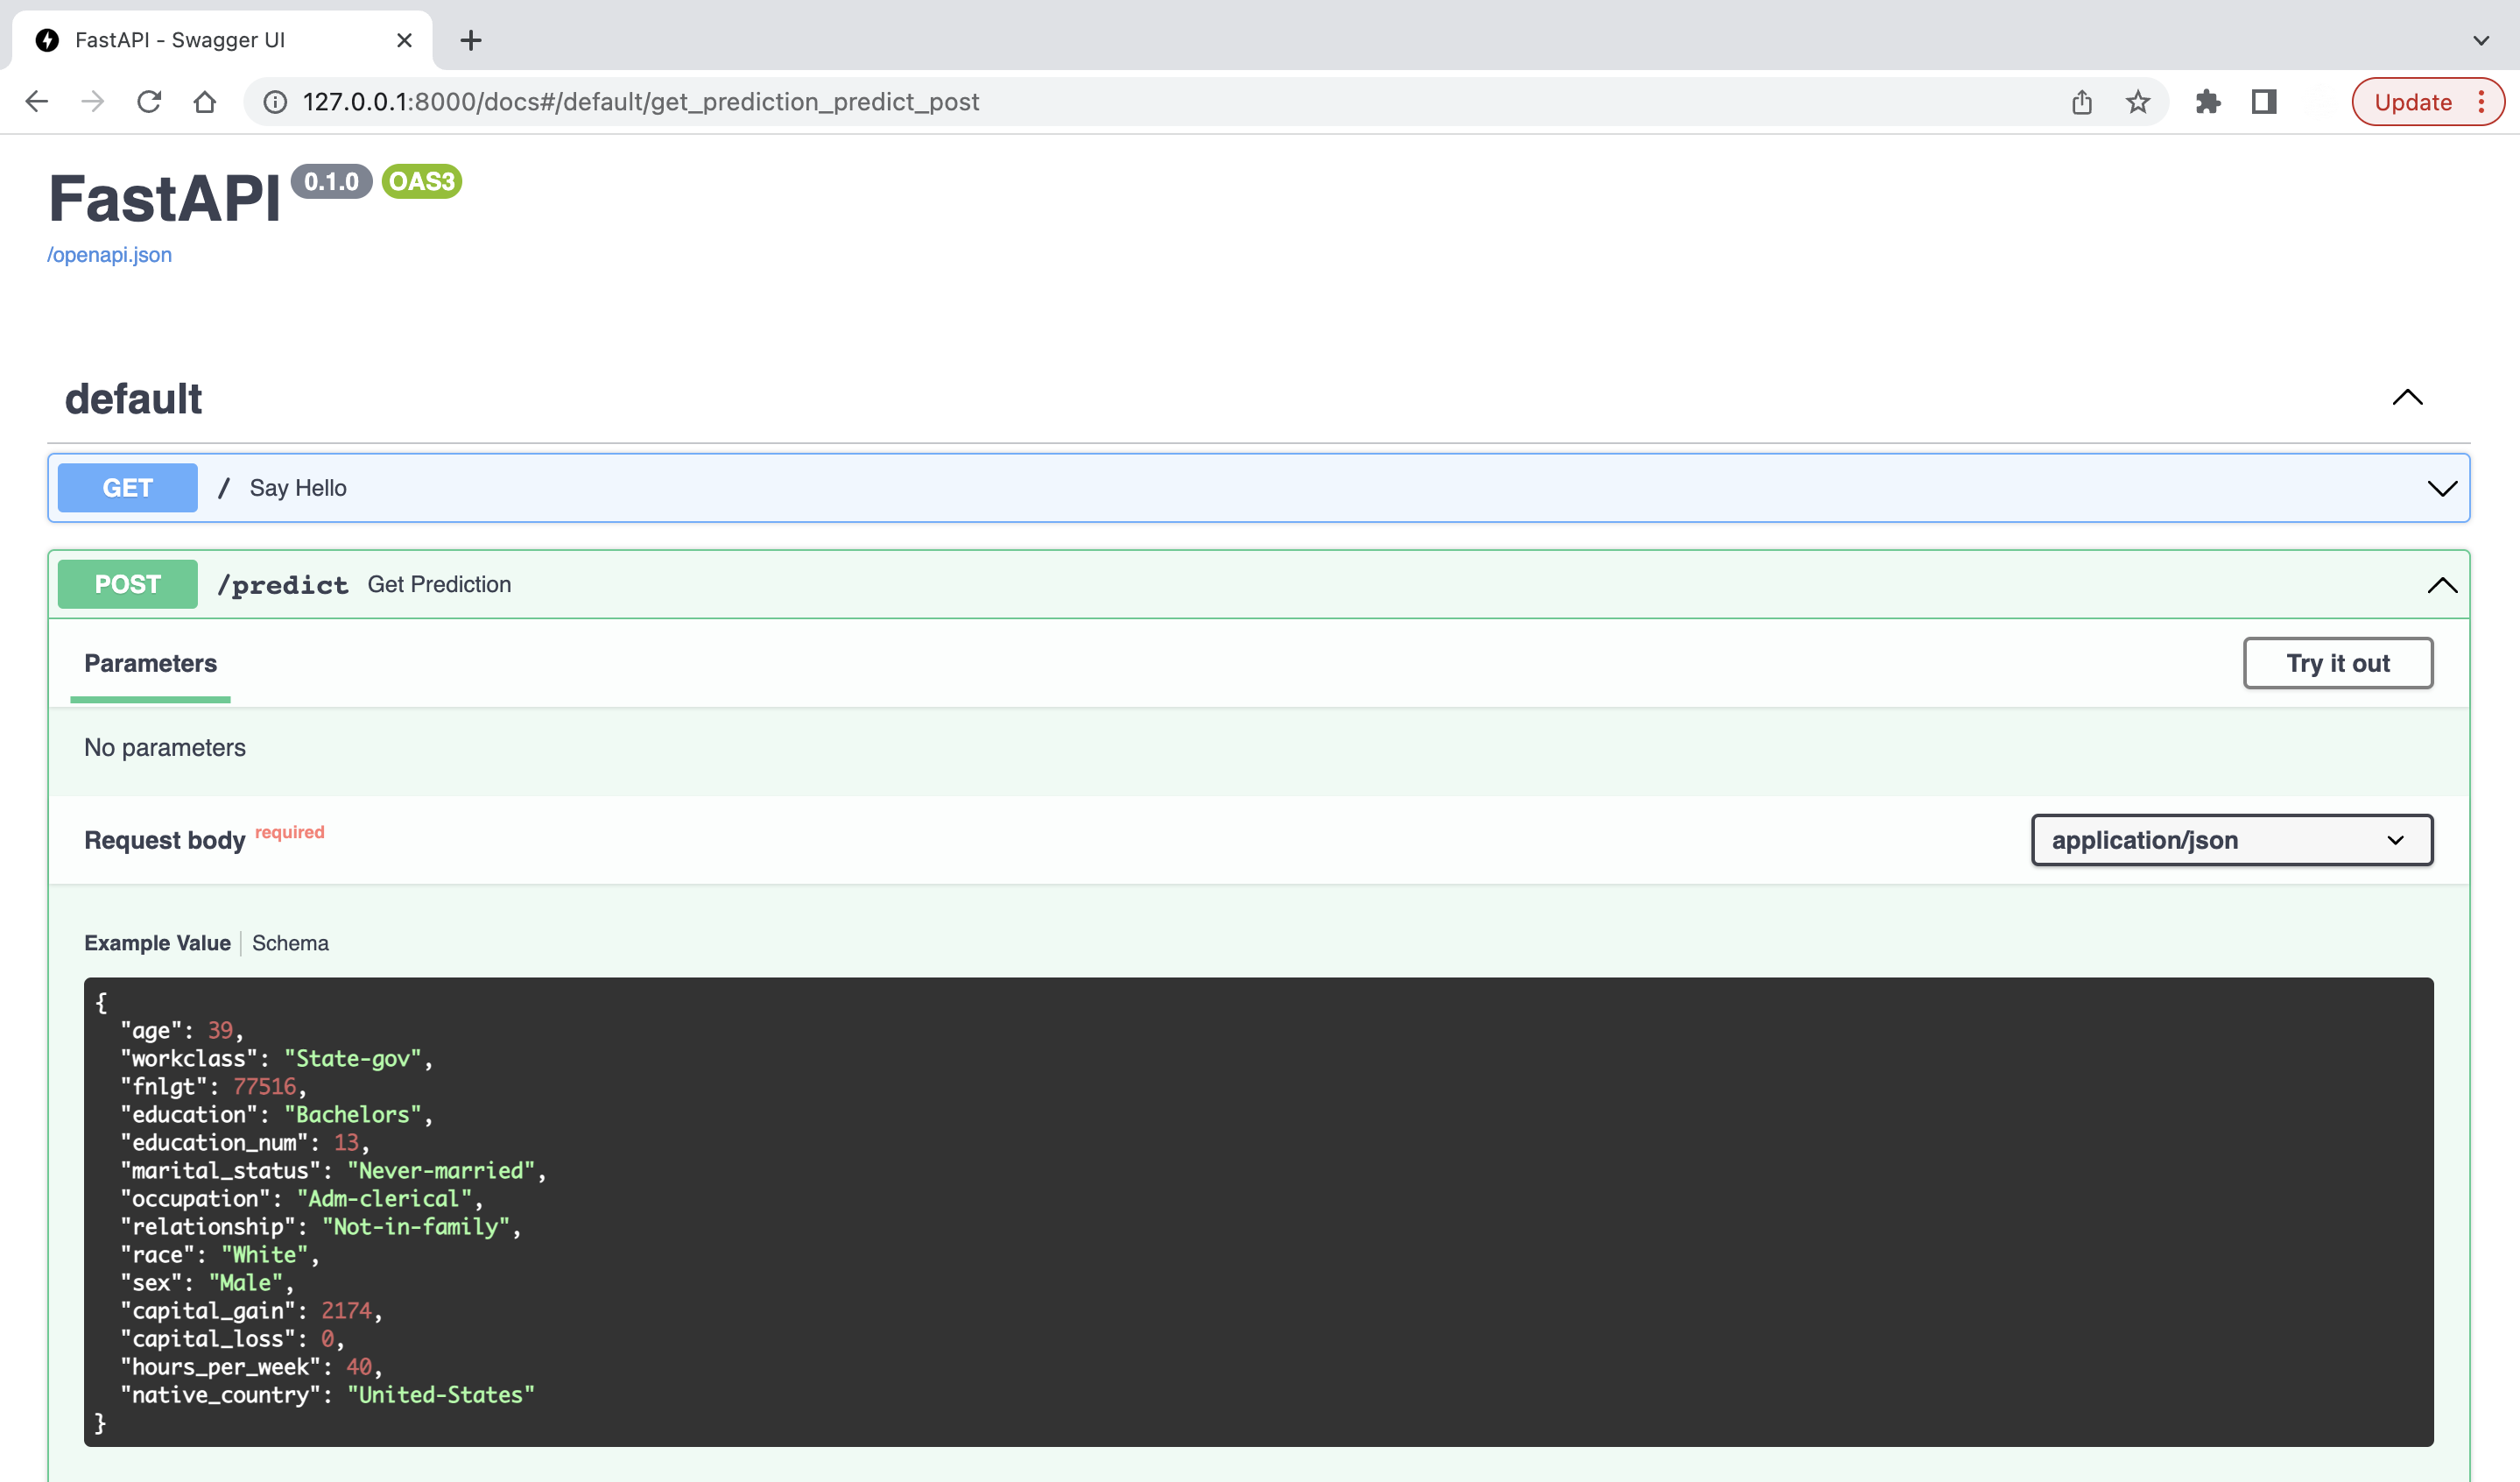 FastAPI - Swagger UI
127.0.0.1:8000/docs#/default/get_prediction_predict_post
Update
FastAPI 0.1.0 OAS3
/openapi.json
default
GET / Say Hello
POST /predict Get Prediction
Parameters
Try it out
No parameters
Request body required
application/json
Example Value Schema
{
"age": 39,
"workclass": "State-gov",
"fnlgt": 77516,
"education": "Bachelors",
"education_num": 13,
"marital_status": "Never-married",
"occupation": "Adm-clerical",
"relationship": "Not-in-family",
"race": "White",
"sex": "Male",
"capital_gain": 2174,
"capital_loss": 0,
"hours_per_week": 40,
"native_country": "United-States"
}